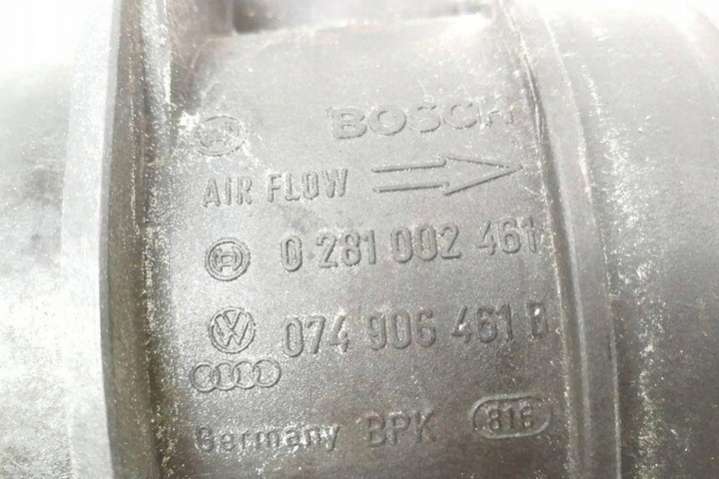 BOSCH
AIR FLOW
0 281 002 461
074 906 461 B
Germany BPK 816